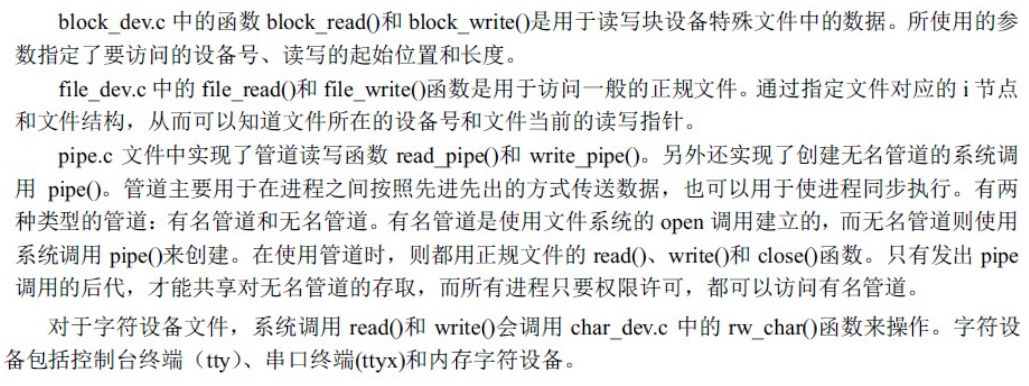 block_dev.c 中的函数 block_read()和 block_write()是用于读写块设备特殊文件中的数据。所使用的参
数指定了要访问的设备号、读写的起始位置和长度。
file_dev.c 中的 file_read()和 file_write()函数是用于访问一般的正规文件。通过指定文件对应的 i 节点
和文件结构，从而可以知道文件所在的设备号和文件当前的读写指针。
pipe.c 文件中实现了管道读写函数 read_pipe()和 write_pipe()。另外还实现了创建无名管道的系统调
用 pipe()。管道主要用于在进程之间按照先进先出的方式传送数据，也可以用于使进程同步执行。有两
种类型的管道：有名管道和无名管道。有名管道是使用文件系统的 open 调用建立的，而无名管道则使用
系统调用 pipe()来创建。在使用管道时，则都用正规文件的 read()、write()和 close()函数。只有发出 pipe
调用的后代，才能共享对无名管道的存取，而所有进程只要权限许可，都可以访问有名管道。
对于字符设备文件，系统调用 read()和 write()会调用 char_dev.c 中的 rw_char()函数来操作。字符设
备包括控制台终端（tty）、串口终端(ttyx)和内存字符设备。